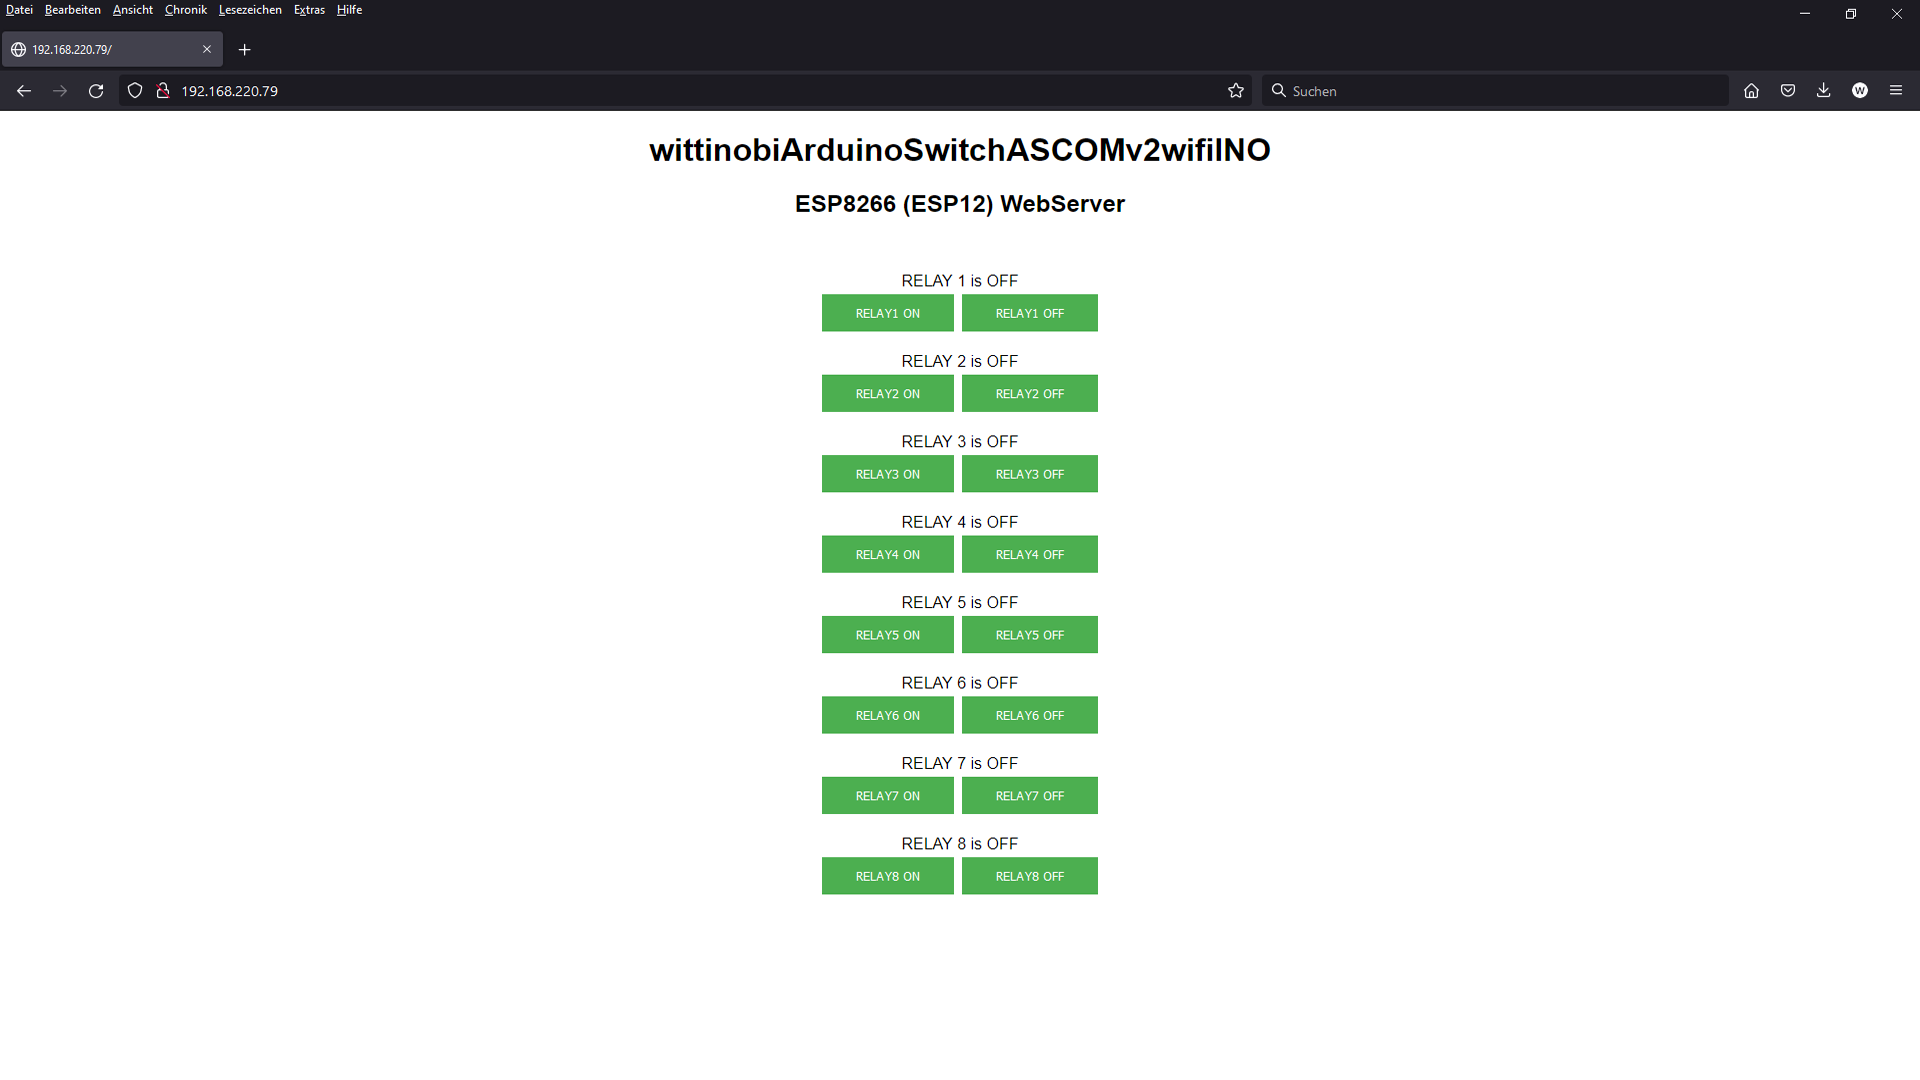 Datei Bearbeiten Ansicht Chronik Lesezeichen Extras Hilfe
192.168.220.79/
192.168.220.79
Suchen
W
wittinobiArduinoSwitchASCOMv2wifiINO
ESP8266 (ESP12) WebServer
RELAY 1 is OFF
RELAY1 ON RELAY1 OFF
RELAY 2 is OFF
RELAY2 ON RELAY2 OFF
RELAY 3 is OFF
RELAY3 ON RELAY3 OFF
RELAY 4 is OFF
RELAY4 ON RELAY4 OFF
RELAY 5 is OFF
RELAY5 ON RELAY5 OFF
RELAY 6 is OFF
RELAY6 ON RELAY6 OFF
RELAY 7 is OFF
RELAY7 ON RELAY7 OFF
RELAY 8 is OFF
RELAY8 ON RELAY8 OFF